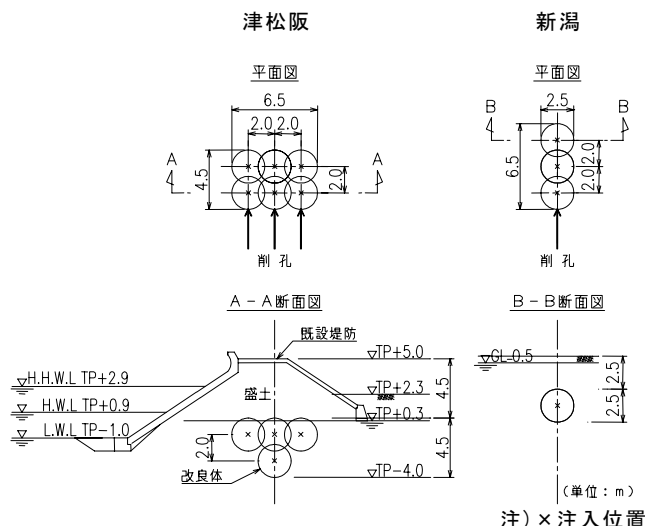 津松阪
新潟
平面図
平面図
6.5
2.5
2.0 2.0
B B
A A
4.5
2.0
6.5
2.0
2.0
削 孔
削 孔
A - A断面図
B - B断面図
既設堤防
TP+5.0
GL-0.5
H.H.W.L TP+2.9
盛土
TP+2.3
4.5
2.5
H.W.L TP+0.9
TP+0.3
2.5
L.W.L TP-1.0
2.0
4.5
改良体
TP-4.0
(単位:m)
注)×注入位置